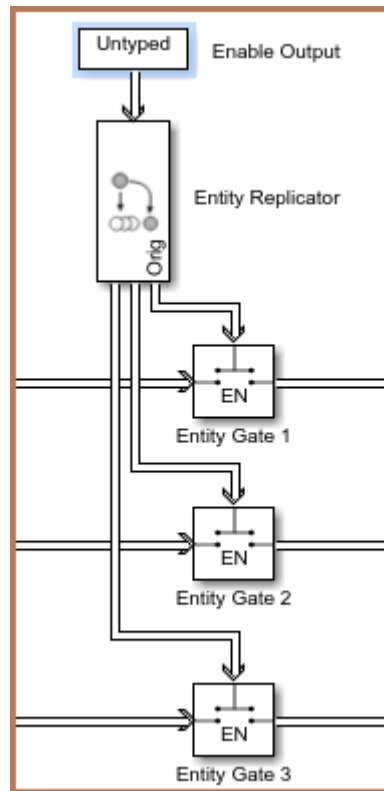 Untyped
Enable Output
Entity Replicator
Orig
EN
Entity Gate 1
EN
Entity Gate 2
EN
Entity Gate 3